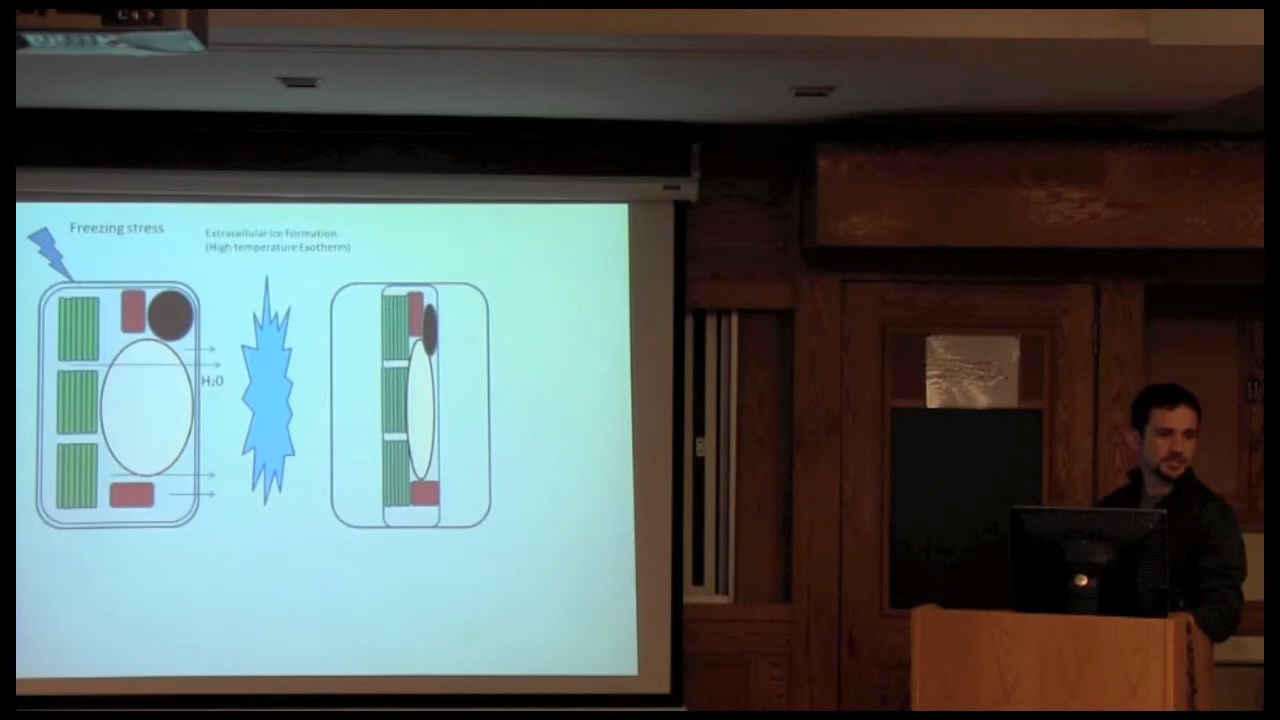 Freezing stress
Extracellular Ice Formation
(High temperature Exotherm)
H₂0